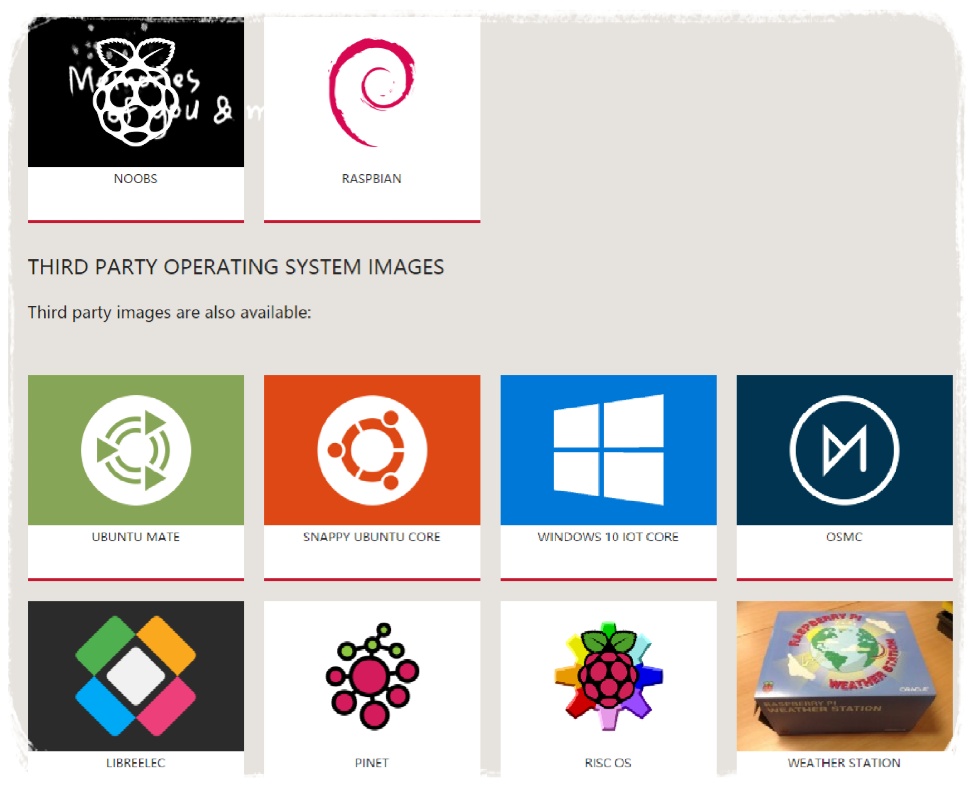 Memories
of you & m
NOOBS
RASPBIAN
THIRD PARTY OPERATING SYSTEM IMAGES
Third party images are also available:
UBUNTU MATE
SNAPPY UBUNTU CORE
WINDOWS 10 IOT CORE
OSMC
RASPBERRY PI
WEATHER STATION
ORACLE
RASPBERRY PI
WEATHER STATION
LIBREELEC
PINET
RISC OS
WEATHER STATION